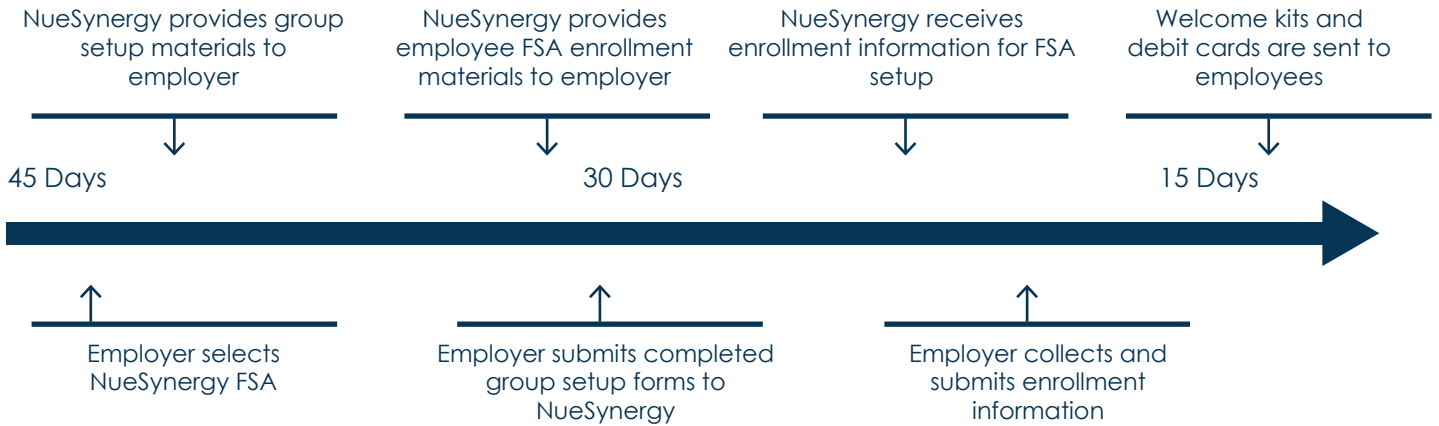 NueSynergy provides group
setup materials to
employer
NueSynergy provides
employee FSA enrollment
materials to employer
NueSynergy receives
enrollment information for FSA
setup
Welcome kits and
debit cards are sent to
employees
45 Days
30 Days
15 Days
Employer selects
NueSynergy FSA
Employer submits completed
group setup forms to
NueSynergy
Employer collects and
submits enrollment
information